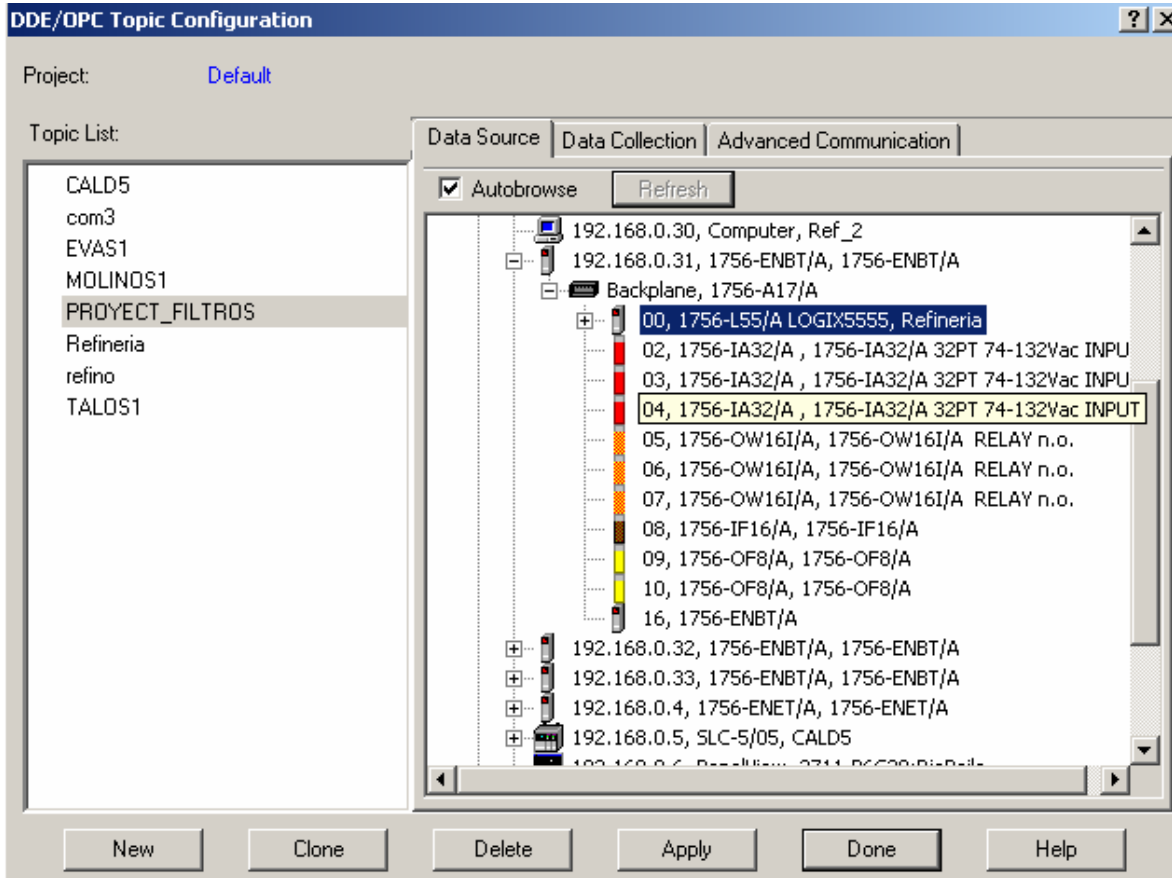 DDE/OPC Topic Configuration
Project: Default
Topic List:
CALD5
com3
EVAS1
MOLINOS1
PROYECT_FILTROS
Refineria
refino
TALOS1
Data Source Data Collection Advanced Communication
Autobrowse Refresh
192.168.0.30, Computer, Ref_2
192.168.0.31, 1756-ENBT/A, 1756-ENBT/A
Backplane, 1756-A17/A
00, 1756-L55/A LOGIX5555, Refineria
02, 1756-IA32/A , 1756-IA32/A 32PT 74-132Vac INPU
03, 1756-IA32/A , 1756-IA32/A 32PT 74-132Vac INPU
04, 1756-IA32/A , 1756-IA32/A 32PT 74-132Vac INPUT
05, 1756-OW16I/A, 1756-OW16I/A RELAY n.o.
06, 1756-OW16I/A, 1756-OW16I/A RELAY n.o.
07, 1756-OW16I/A, 1756-OW16I/A RELAY n.o.
08, 1756-IF16/A, 1756-IF16/A
09, 1756-OF8/A, 1756-OF8/A
10, 1756-OF8/A, 1756-OF8/A
16, 1756-ENBT/A
192.168.0.32, 1756-ENBT/A, 1756-ENBT/A
192.168.0.33, 1756-ENBT/A, 1756-ENBT/A
192.168.0.4, 1756-ENET/A, 1756-ENET/A
192.168.0.5, SLC-5/05, CALD5
192.168.0.6, PanelView,
New Clone Delete Apply Done Help